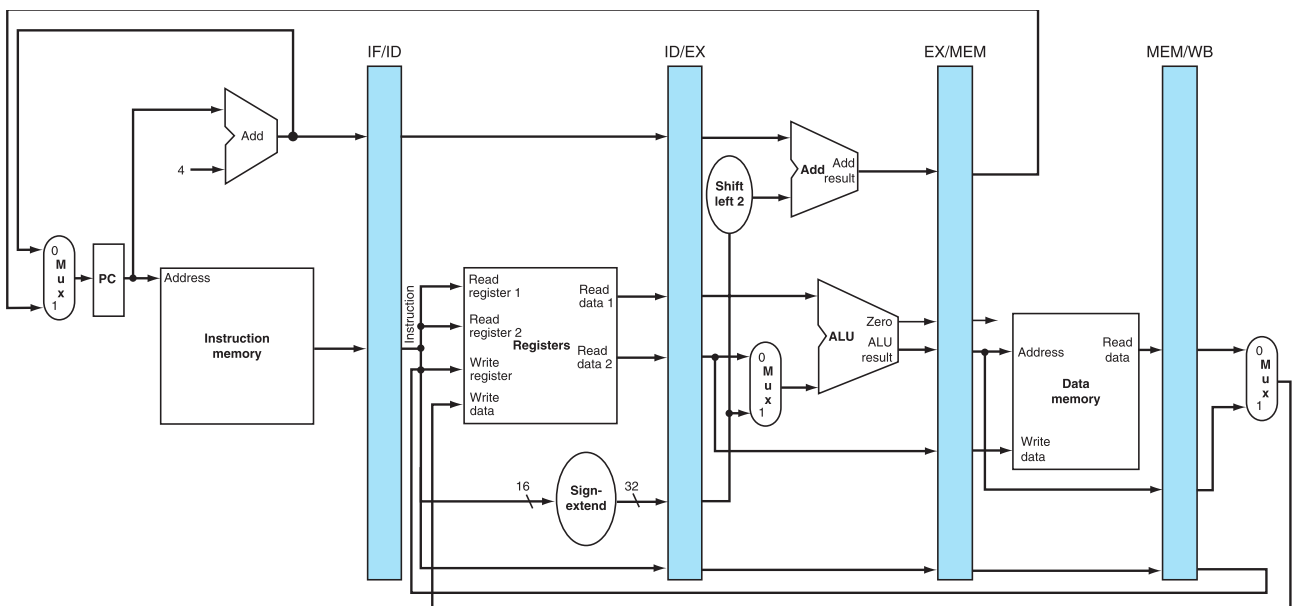 IF/ID
ID/EX
EX/MEM
MEM/WB
Add
4
Shift
left 2
Add
Add
result
0
M
u
x
1
PC
Address
Instruction
memory
Instruction
Read
register 1
Read
register 2
Write
register
Write
data
Registers
Read
data 1
Read
data 2
16
Sign-
extend
32
0
M
u
x
1
Zero
ALU
ALU
result
Address
Read
data
Data
memory
Write
data
0
M
u
x
1